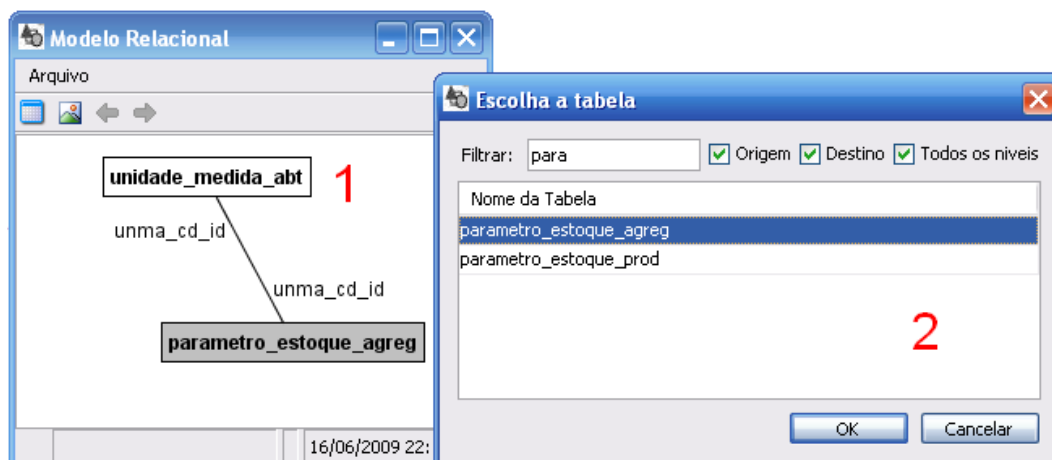 Modelo Relacional
Arquivo
unidade_medida_abt
1
unma_cd_id
unma_cd_id
parametro_estoque_agreg
16/06/2009 22:
Escolha a tabela
Filtrar: para Origem Destino Todos os niveis
Nome da Tabela
parametro_estoque_agreg
parametro_estoque_prod
2
OK Cancelar